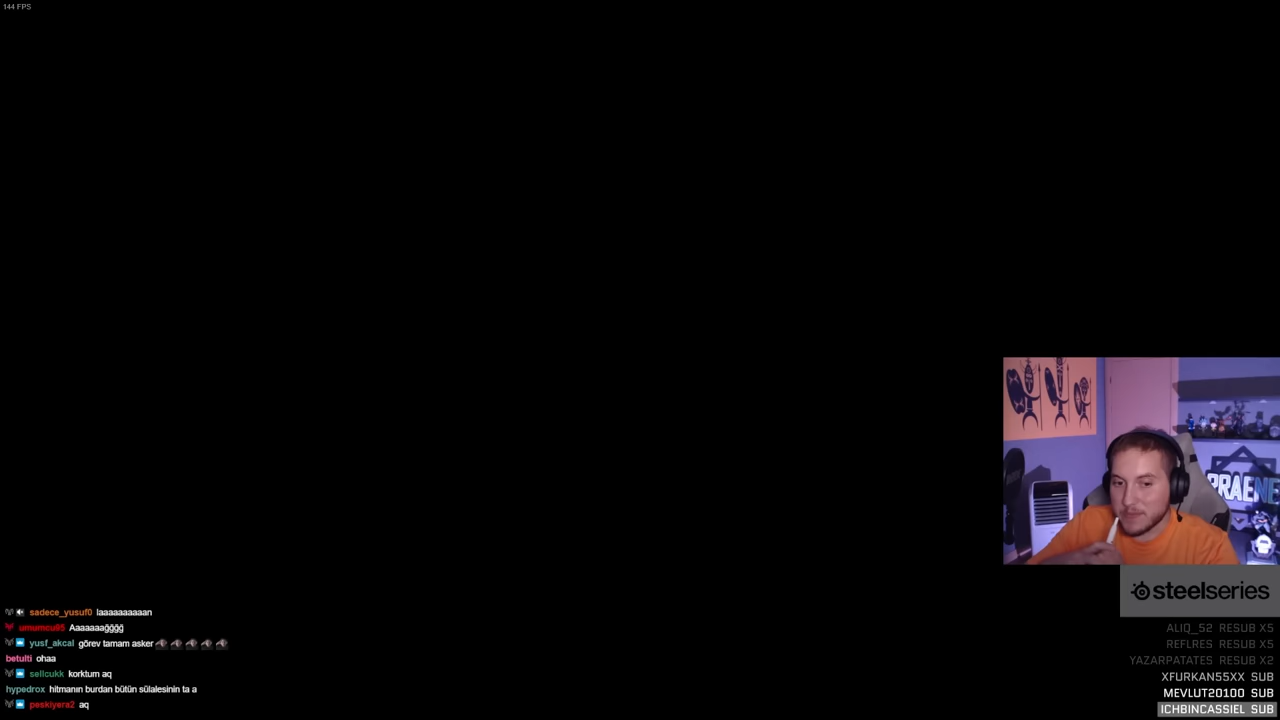 144 FPS
PRAENE
steelseries
ALIQ_52 RESUB X5
REFLRES RESUB X5
YAZARPATATES RESUB X2
XFURKAN55XX SUB
MEVLUT20100 SUB
ICHBINCASSIEL SUB
sadece_yusuf0 laaaaaaaaaan
umumcu95 Aaaaaaağğğğ
yusf_akcal görev tamam asker
betulti ohaa
sellcukk korktum aq
hypedrox hitmanın burdan bütün sülalesinin ta a
peskiyera2 aq